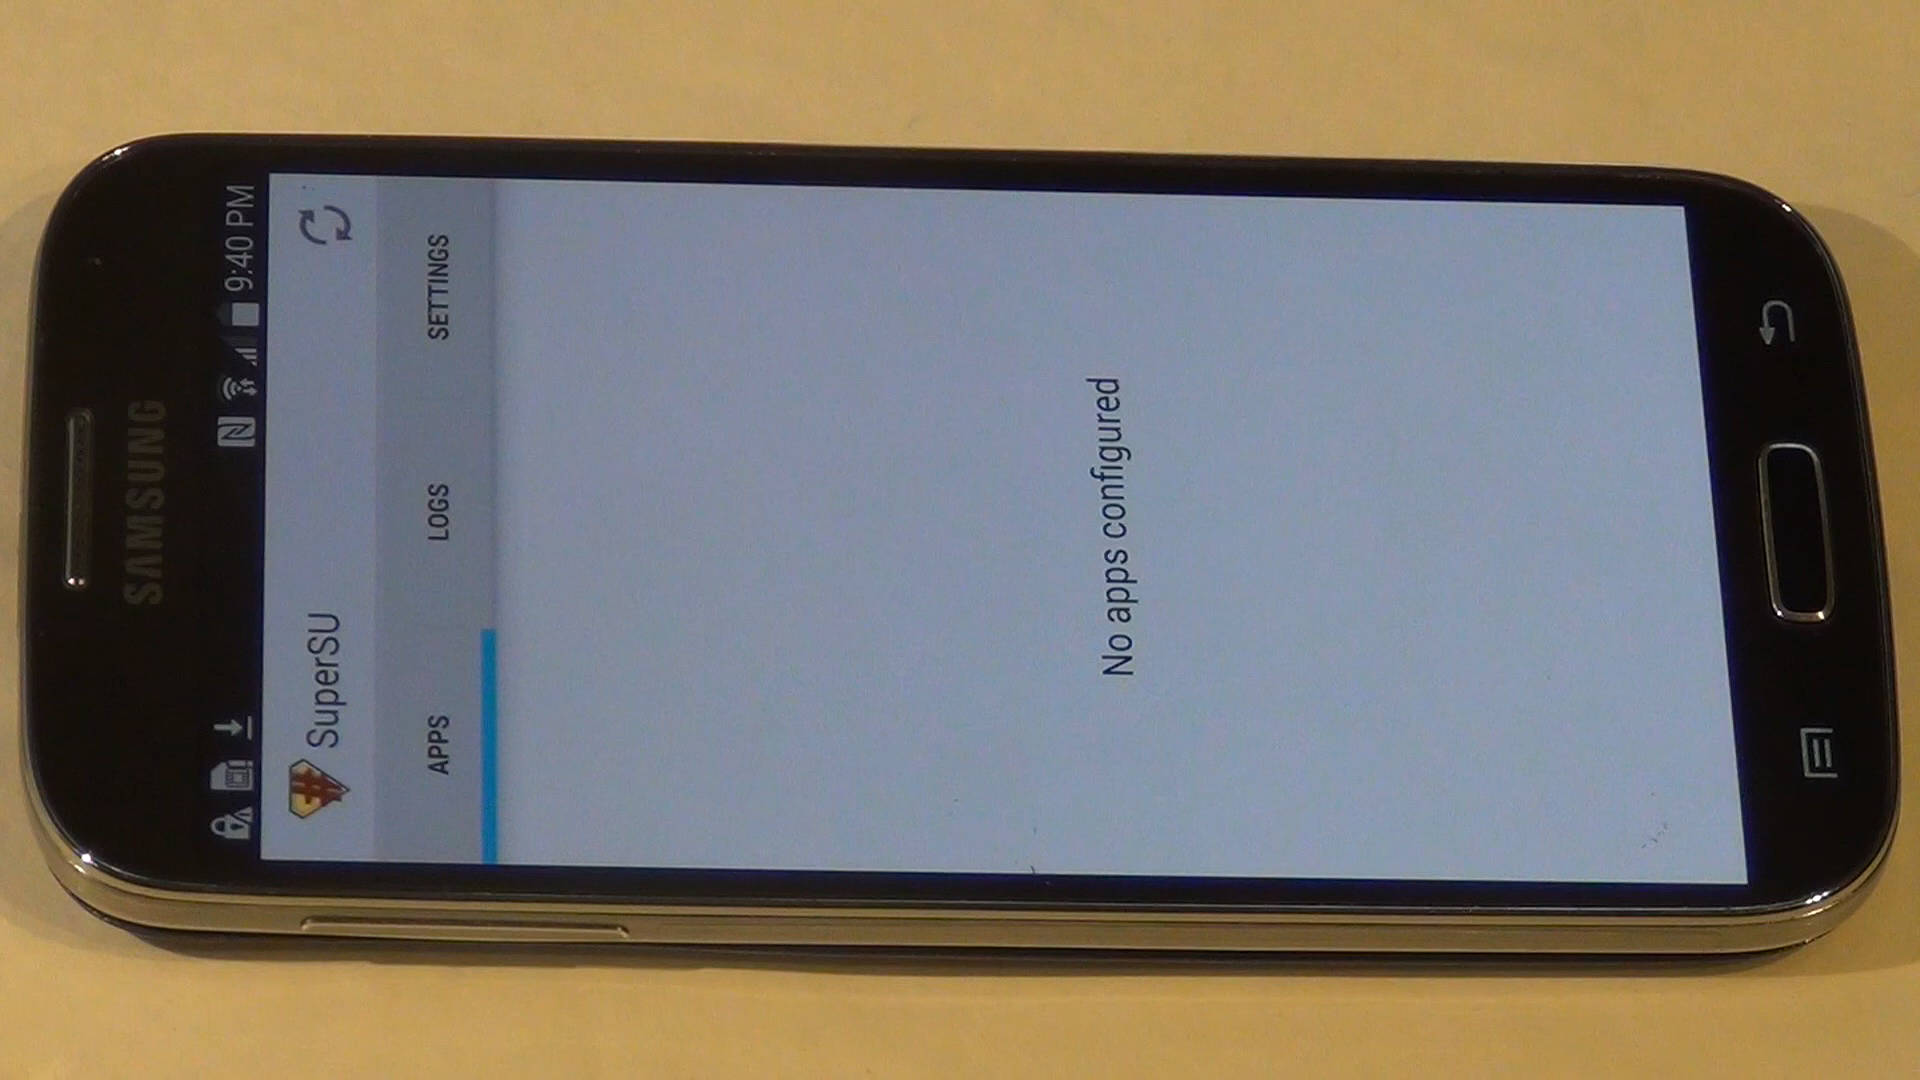 SAMSUNG
9:40 PM
SuperSU
APPS
LOGS
SETTINGS
No apps configured